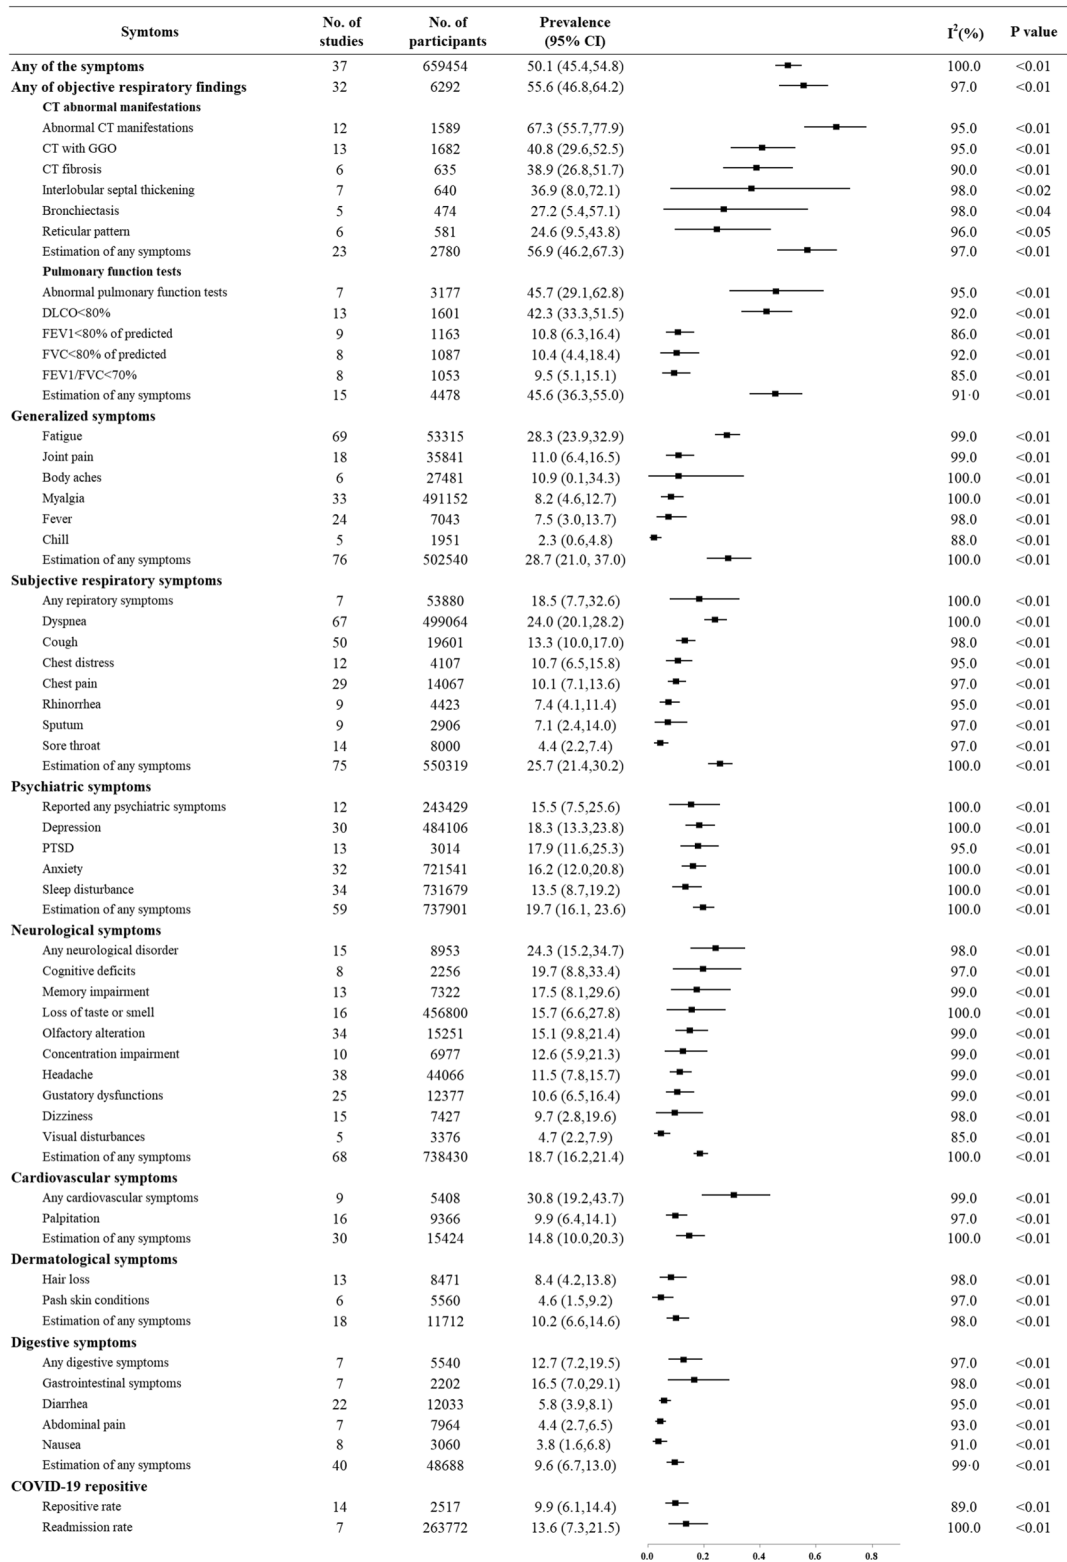 Symtoms No. of studies No. of participants Prevalence (95% CI) I²(%) P value
Any of the symptoms 37 659454 50.1 (45.4,54.8) 100.0 <0.01
Any of objective respiratory findings 32 6292 55.6 (46.8,64.2) 97.0 <0.01
CT abnormal manifestations
Abnormal CT manifestations 12 1589 67.3 (55.7,77.9) 95.0 <0.01
CT with GGO 13 1682 40.8 (29.6,52.5) 95.0 <0.01
CT fibrosis 6 635 38.9 (26.8,51.7) 90.0 <0.01
Interlobular septal thickening 7 640 36.9 (8.0,72.1) 98.0 <0.02
Bronchiectasis 5 474 27.2 (5.4,57.1) 98.0 <0.04
Reticular pattern 6 581 24.6 (9.5,43.8) 96.0 <0.05
Estimation of any symptoms 23 2780 56.9 (46.2,67.3) 97.0 <0.01
Pulmonary function tests
Abnormal pulmonary function tests 7 3177 45.7 (29.1,62.8) 95.0 <0.01
DLCO<80% 13 1601 42.3 (33.3,51.5) 92.0 <0.01
FEV1<80% of predicted 9 1163 10.8 (6.3,16.4) 86.0 <0.01
FVC<80% of predicted 8 1087 10.4 (4.4,18.4) 92.0 <0.01
FEV1/FVC<70% 8 1053 9.5 (5.1,15.1) 85.0 <0.01
Estimation of any symptoms 15 4478 45.6 (36.3,55.0) 91·0 <0.01
Generalized symptoms
Fatigue 69 53315 28.3 (23.9,32.9) 99.0 <0.01
Joint pain 18 35841 11.0 (6.4,16.5) 99.0 <0.01
Body aches 6 27481 10.9 (0.1,34.3) 100.0 <0.01
Myalgia 33 491152 8.2 (4.6,12.7) 100.0 <0.01
Fever 24 7043 7.5 (3.0,13.7) 98.0 <0.01
Chill 5 1951 2.3 (0.6,4.8) 88.0 <0.01
Estimation of any symptoms 76 502540 28.7 (21.0, 37.0) 100.0 <0.01
Subjective respiratory symptoms
Any repiratory symptoms 7 53880 18.5 (7.7,32.6) 100.0 <0.01
Dyspnea 67 499064 24.0 (20.1,28.2) 100.0 <0.01
Cough 50 19601 13.3 (10.0,17.0) 98.0 <0.01
Chest distress 12 4107 10.7 (6.5,15.8) 95.0 <0.01
Chest pain 29 14067 10.1 (7.1,13.6) 97.0 <0.01
Rhinorrhea 9 4423 7.4 (4.1,11.4) 95.0 <0.01
Sputum 9 2906 7.1 (2.4,14.0) 97.0 <0.01
Sore throat 14 8000 4.4 (2.2,7.4) 97.0 <0.01
Estimation of any symptoms 75 550319 25.7 (21.4,30.2) 100.0 <0.01
Psychiatric symptoms
Reported any psychiatric symptoms 12 243429 15.5 (7.5,25.6) 100.0 <0.01
Depression 30 484106 18.3 (13.3,23.8) 100.0 <0.01
PTSD 13 3014 17.9 (11.6,25.3) 95.0 <0.01
Anxiety 32 721541 16.2 (12.0,20.8) 100.0 <0.01
Sleep disturbance 34 731679 13.5 (8.7,19.2) 100.0 <0.01
Estimation of any symptoms 59 737901 19.7 (16.1, 23.6) 100.0 <0.01
Neurological symptoms
Any neurological disorder 15 8953 24.3 (15.2,34.7) 98.0 <0.01
Cognitive deficits 8 2256 19.7 (8.8,33.4) 97.0 <0.01
Memory impairment 13 7322 17.5 (8.1,29.6) 99.0 <0.01
Loss of taste or smell 16 456800 15.7 (6.6,27.8) 100.0 <0.01
Olfactory alteration 34 15251 15.1 (9.8,21.4) 99.0 <0.01
Concentration impairment 10 6977 12.6 (5.9,21.3) 99.0 <0.01
Headache 38 44066 11.5 (7.8,15.7) 99.0 <0.01
Gustatory dysfunctions 25 12377 10.6 (6.5,16.4) 99.0 <0.01
Dizziness 15 7427 9.7 (2.8,19.6) 98.0 <0.01
Visual disturbances 5 3376 4.7 (2.2,7.9) 85.0 <0.01
Estimation of any symptoms 68 738430 18.7 (16.2,21.4) 100.0 <0.01
Cardiovascular symptoms
Any cardiovascular symptoms 9 5408 30.8 (19.2,43.7) 99.0 <0.01
Palpitation 16 9366 9.9 (6.4,14.1) 97.0 <0.01
Estimation of any symptoms 30 15424 14.8 (10.0,20.3) 100.0 <0.01
Dermatological symptoms
Hair loss 13 8471 8.4 (4.2,13.8) 98.0 <0.01
Pash skin conditions 6 5560 4.6 (1.5,9.2) 97.0 <0.01
Estimation of any symptoms 18 11712 10.2 (6.6,14.6) 98.0 <0.01
Digestive symptoms
Any digestive symptoms 7 5540 12.7 (7.2,19.5) 97.0 <0.01
Gastrointestinal symptoms 7 2202 16.5 (7.0,29.1) 98.0 <0.01
Diarrhea 22 12033 5.8 (3.9,8.1) 95.0 <0.01
Abdominal pain 7 7964 4.4 (2.7,6.5) 93.0 <0.01
Nausea 8 3060 3.8 (1.6,6.8) 91.0 <0.01
Estimation of any symptoms 40 48688 9.6 (6.7,13.0) 99·0 <0.01
COVID-19 repositive
Repositive rate 14 2517 9.9 (6.1,14.4) 89.0 <0.01
Readmission rate 7 263772 13.6 (7.3,21.5) 100.0 <0.01
0.0 0.2 0.4 0.6 0.8